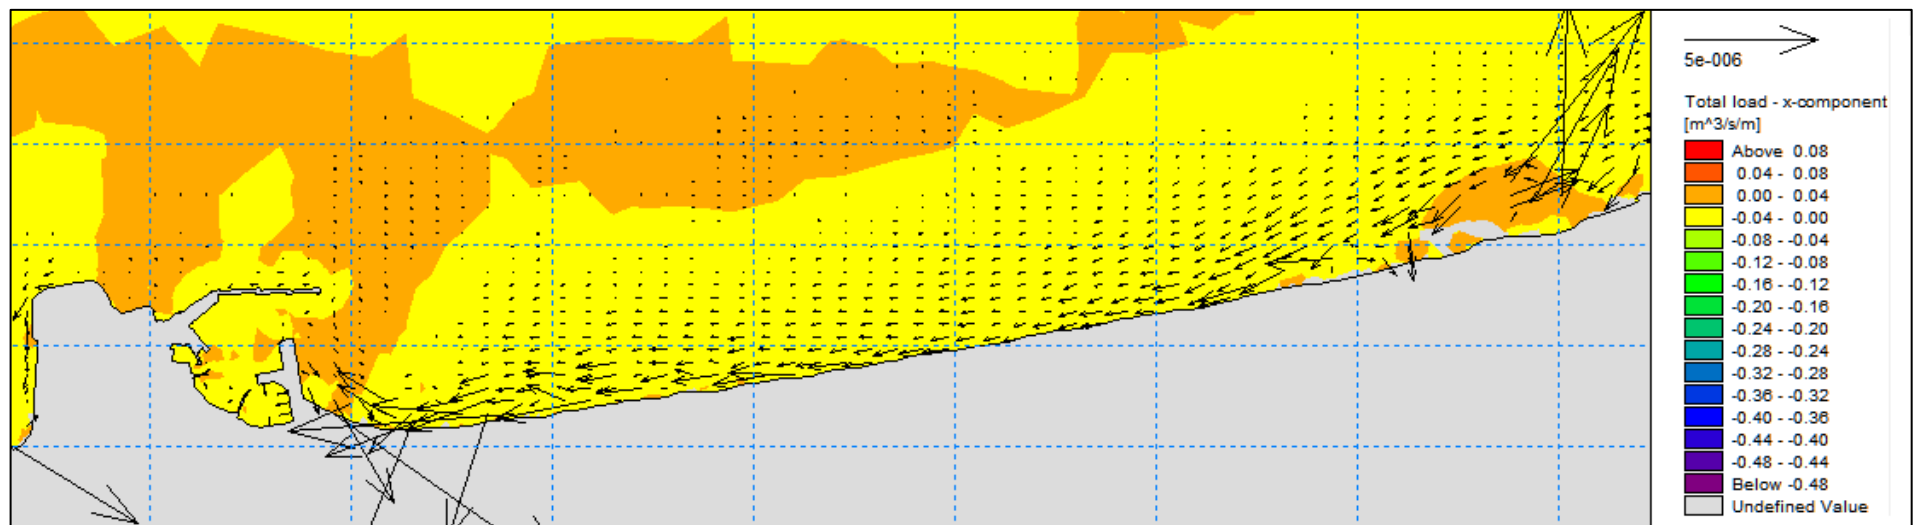 5e-006
Total load - x-component
[m^3/s/m]
Above 0.08
0.04 - 0.08
0.00 - 0.04
-0.04 - 0.00
-0.08 - -0.04
-0.12 - -0.08
-0.16 - -0.12
-0.20 - -0.16
-0.24 - -0.20
-0.28 - -0.24
-0.32 - -0.28
-0.36 - -0.32
-0.40 - -0.36
-0.44 - -0.40
-0.48 - -0.44
Below -0.48
Undefined Value